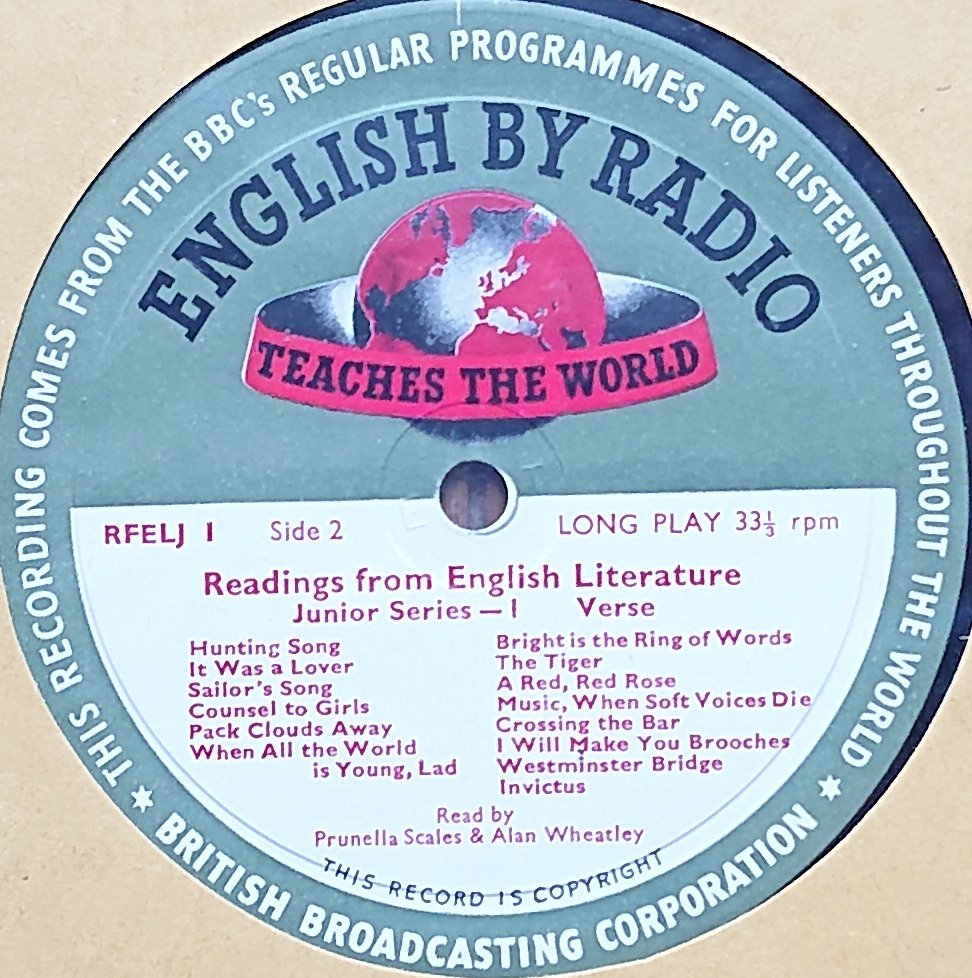 THIS RECORDING COMES FROM THE BBC's REGULAR PROGRAMMES FOR LISTENERS THROUGHOUT THE WORLD
ENGLISH BY RADIO
TEACHES THE WORLD
RFELJ 1 Side 2 LONG PLAY 33⅓ rpm
Readings from English Literature
Junior Series — 1 Verse
Hunting Song
It Was a Lover
Sailor's Song
Counsel to Girls
Pack Clouds Away
When All the World
is Young, Lad
Bright is the Ring of Words
The Tiger
A Red, Red Rose
Music, When Soft Voices Die
Crossing the Bar
I Will Make You Brooches
Westminster Bridge
Invictus
Read by
Prunella Scales & Alan Wheatley
THIS RECORD IS COPYRIGHT
* BRITISH BROADCASTING CORPORATION *